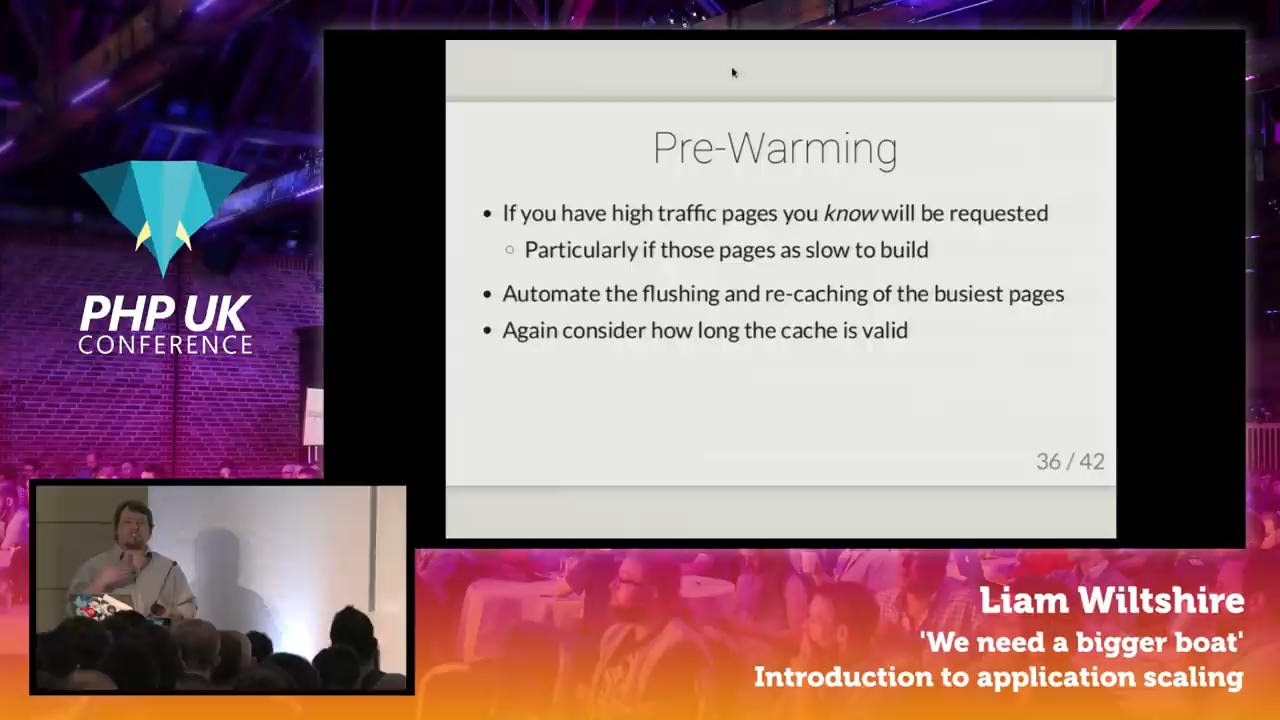 PHP UK
CONFERENCE
Pre-Warming
If you have high traffic pages you know will be requested
Particularly if those pages as slow to build
Automate the flushing and re-caching of the busiest pages
Again consider how long the cache is valid
36 / 42
Liam Wiltshire
'We need a bigger boat'
Introduction to application scaling